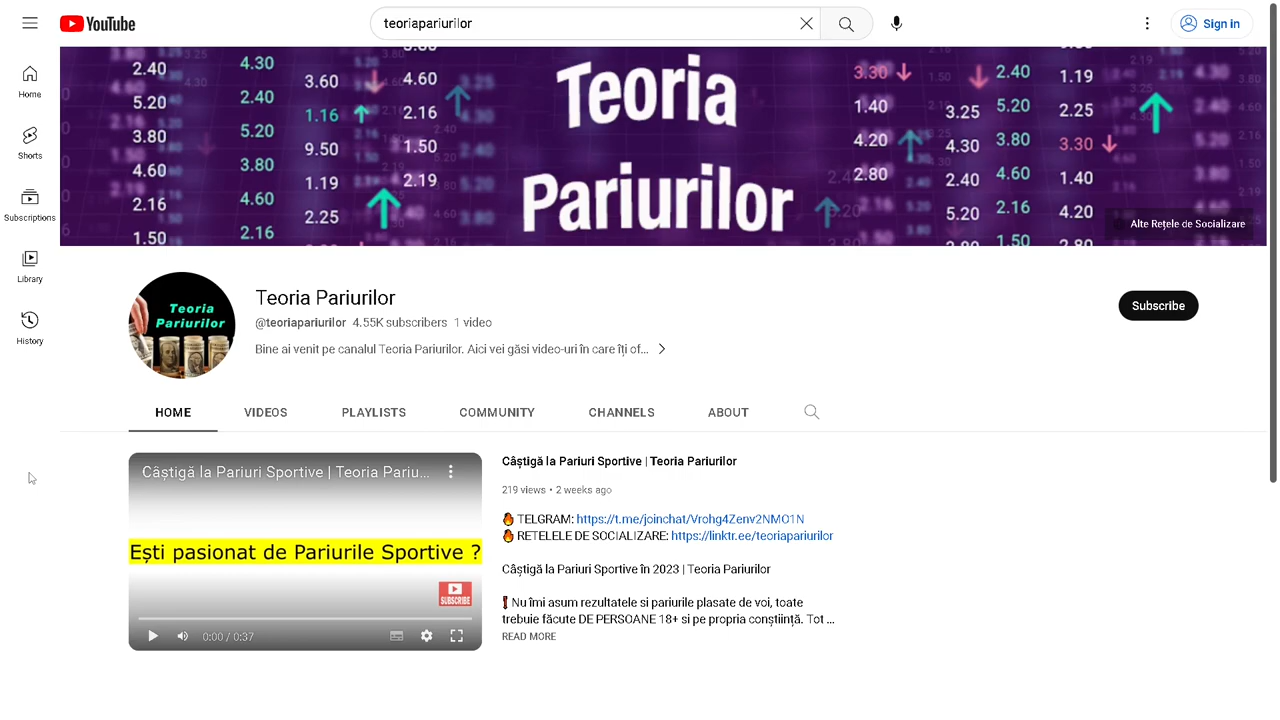 YouTube
teoriapariurilor
Sign in
Home
Shorts
Subscriptions
Library
History
2.40
5.20
3.80
4.60
2.16
1.50
4.30
2.40
5.20
3.80
4.60
2.16
3.60
1.16
9.50
1.19
2.25
4.60
2.16
1.50
2.19
Teoria
Pariurilor
3.30
1.40
4.20
2.80
3.25
4.30
2.40
5.20
2.40
5.20
3.80
4.60
2.16
1.50
1.19
2.25
3.30
1.40
4.20
2.80
Alte Rețele de Socializare
Teoria
Pariurilor
Teoria Pariurilor
@teoriapariurilor 4.55K subscribers 1 video
Bine ai venit pe canalul Teoria Pariurilor. Aici vei găsi video-uri în care îți of...
Subscribe
HOME VIDEOS PLAYLISTS COMMUNITY CHANNELS ABOUT
Câștigă la Pariuri Sportive | Teoria Pariu...
Ești pasionat de Pariurile Sportive ?
SUBSCRIBE
0:00 / 0:37
Câștigă la Pariuri Sportive | Teoria Pariurilor
219 views • 2 weeks ago
TELGRAM: https://t.me/joinchat/Vrohg4Zenv2NMO1N
RETELELE DE SOCIALIZARE: https://linktr.ee/teoriapariurilor
Câștigă la Pariuri Sportive în 2023 | Teoria Pariurilor
Nu îmi asum rezultatele si pariurile plasate de voi, toate
trebuie făcute DE PERSOANE 18+ si pe propria conștiință. Tot ...
READ MORE